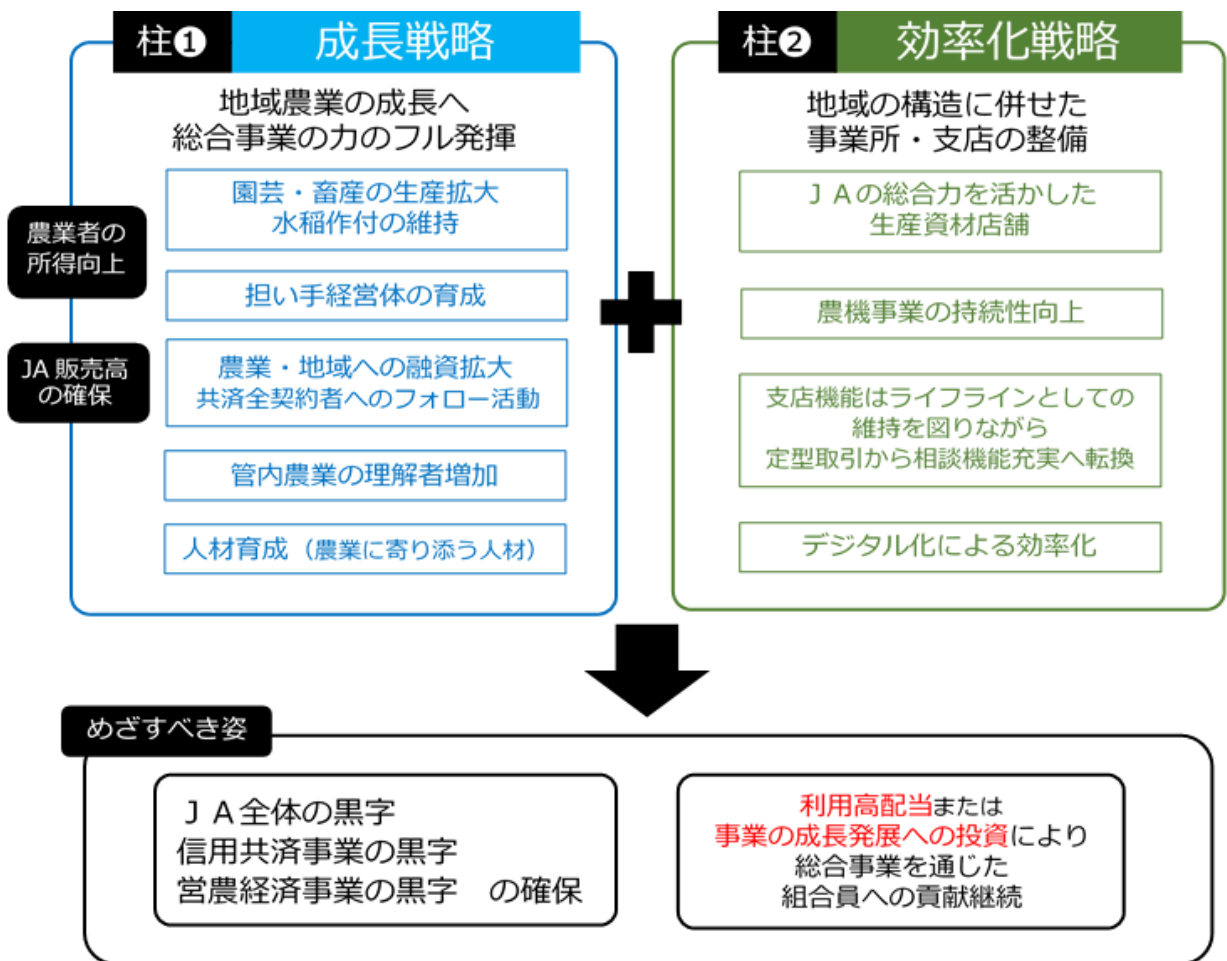 柱❶ 成長戦略
地域農業の成長へ
総合事業の力のフル発揮
園芸・畜産の生産拡大
水稲作付の維持
農業者の
所得向上
担い手経営体の育成
JA販売高
の確保
農業・地域への融資拡大
共済全契約者へのフォロー活動
管内農業の理解者増加
人材育成（農業に寄り添う人材）
柱❷ 効率化戦略
地域の構造に併せた
事業所・支店の整備
ＪＡの総合力を活かした
生産資材店舗
農機事業の持続性向上
支店機能はライフラインとしての
維持を図りながら
定型取引から相談機能充実へ転換
デジタル化による効率化
めざすべき姿
ＪＡ全体の黒字
信用共済事業の黒字
営農経済事業の黒字　の確保
利用高配当または
事業の成長発展への投資により
総合事業を通じた
組合員への貢献継続